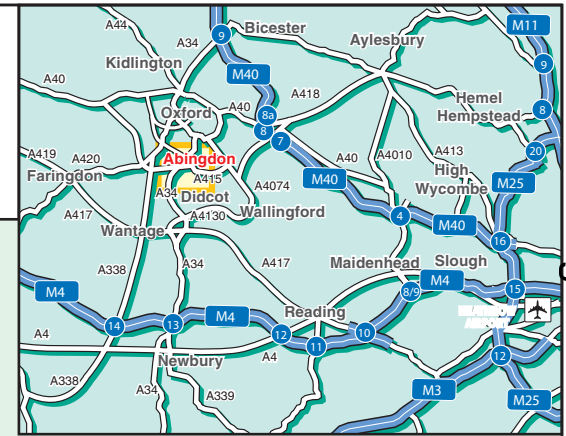 A44
A34
9
Bicester
M11
Kidlington
Aylesbury
9
A40
M40
A418
Hemel
Hempstead
Oxford
A40
8a
8
8
7
20
A419
A420
Abingdon
A40
A4010
A413
Faringdon
A415
M40
High
Wycombe
M25
A34
Didcot
A4074
A417
A4130
Wallingford
4
M40
Wantage
16
A338
A34
A417
Maidenhead
Slough
M4
8/9
M4
15
M4
Reading
14
13
12
11
10
A4
A4
12
Newbury
A338
A34
A339
M3
M25